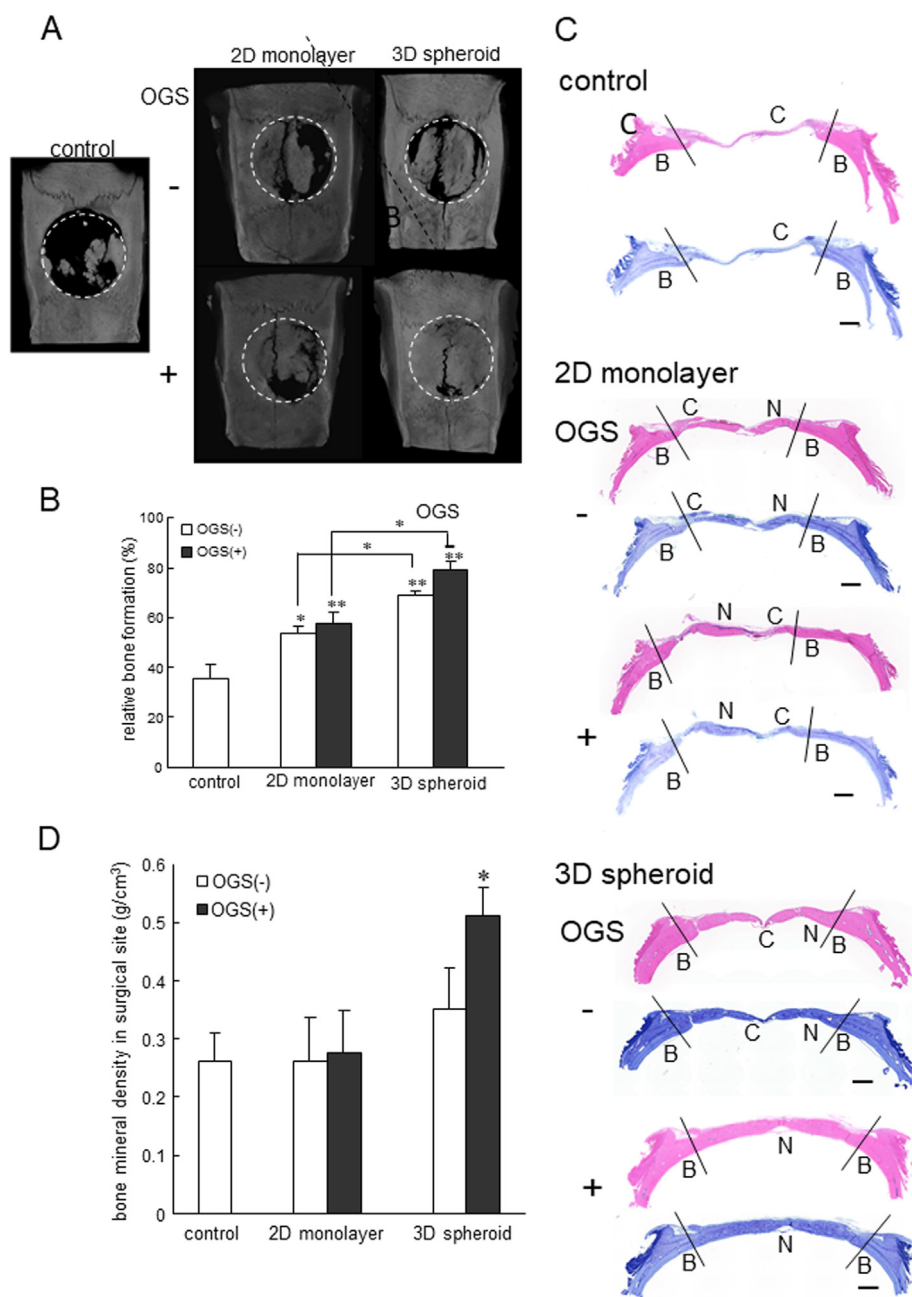 A
2D monolayer
3D spheroid
OGS
control
-
B
+
B
OGS
100
80
60
40
20
0
relative bone formation (%)
OGS(-)
OGS(+)
*
*
*
**
**
**
control
2D monolayer
3D spheroid
D
0.6
0.5
0.4
0.3
0.2
0.1
0
bone mineral density in surgical site (g/cm³)
OGS(-)
OGS(+)
*
control
2D monolayer
3D spheroid
C
control
C
C
B
B
C
B
B
2D monolayer
OGS
C
N
B
B
-
C
N
B
B
N
C
B
B
+
N
C
B
B
3D spheroid
OGS
B
C
N
B
-
B
C
N
B
B
N
B
+
B
N
B